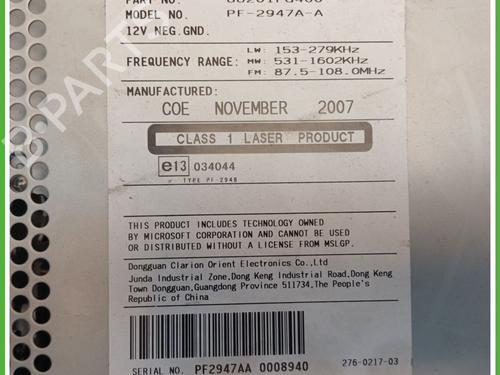 MODEL NO. PF-2947A-A
12V NEG.GND.
LW: 153-279KHz
FREQUENCY RANGE: MW: 531-1602KHz
FM: 87.5-108.0MHz
MANUFACTURED:
COE NOVEMBER 2007
CLASS 1 LASER PRODUCT
e13 034044
TYPE PF-294B
THIS PRODUCT INCLUDES TECHNOLOGY OWNED
BY MICROSOFT CORPORATION AND CANNOT BE USED
OR DISTRIBUTED WITHOUT A LICENSE FROM MSLGP.
Dongguan Clarion Orient Electronics Co.,Ltd
Junda Industrial Zone,Dong Keng Industrial Road,Dong Keng
Town Dongguan,Guangdong Province 511734,The People's
Republic of China
SERIAL NO. PF2947AA 0008940
276-0217-03
B-PARTS